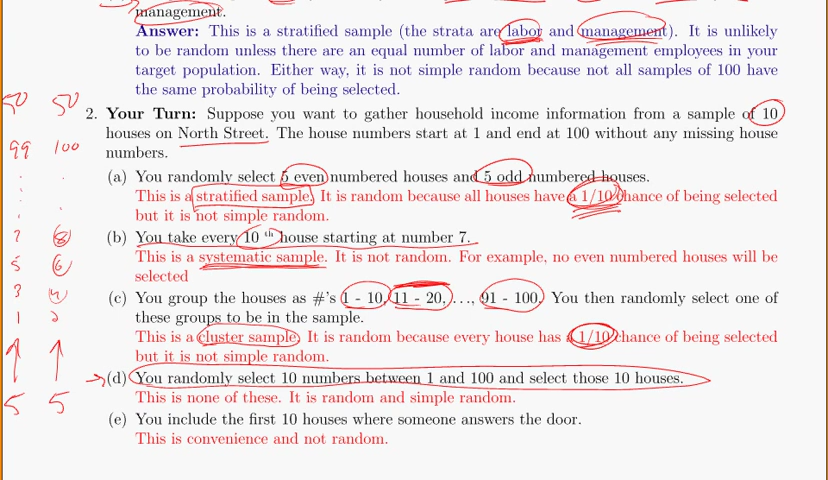 management.
Answer: This is a stratified sample (the strata are labor and management). It is unlikely
to be random unless there are an equal number of labor and management employees in your
target population. Either way, it is not simple random because not all samples of 100 have
the same probability of being selected.
50 50
99 100
7 8
5 6
3 4
1 2
5 5
2. Your Turn: Suppose you want to gather household income information from a sample of 10
houses on North Street. The house numbers start at 1 and end at 100 without any missing house
numbers.
(a) You randomly select 5 even numbered houses and 5 odd numbered houses.
This is a stratified sample. It is random because all houses have a 1/10 chance of being selected
but it is not simple random.
(b) You take every 10 th house starting at number 7.
This is a systematic sample. It is not random. For example, no even numbered houses will be
selected
(c) You group the houses as #'s 1 - 10, 11 - 20, ..., 91 - 100. You then randomly select one of
these groups to be in the sample.
This is a cluster sample. It is random because every house has a 1/10 chance of being selected
but it is not simple random.
(d) You randomly select 10 numbers between 1 and 100 and select those 10 houses.
This is none of these. It is random and simple random.
(e) You include the first 10 houses where someone answers the door.
This is convenience and not random.